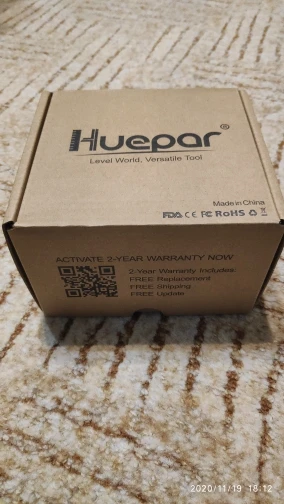 Huepar®
Level World, Versatile Tool
Made in China
FDA CE FC RoHS
ACTIVATE 2-YEAR WARRANTY NOW
2-Year Warranty Includes:
FREE Replacement
FREE Shipping
FREE Update
2020/11/19 18:12